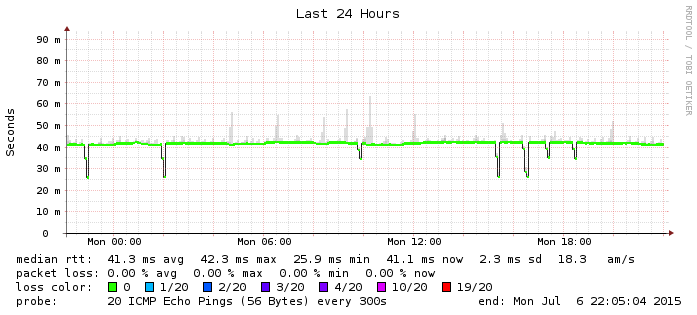 Last 24 Hours
RRDTOOL / TOBI OETIKER
Seconds
90 m
80 m
70 m
60 m
50 m
40 m
30 m
20 m
10 m
0
Mon 00:00 Mon 06:00 Mon 12:00 Mon 18:00
median rtt: 41.3 ms avg 42.3 ms max 25.9 ms min 41.1 ms now 2.3 ms sd 18.3 am/s
packet loss: 0.00 % avg 0.00 % max 0.00 % min 0.00 % now
loss color: 0 1/20 2/20 3/20 4/20 10/20 19/20
probe: 20 ICMP Echo Pings (56 Bytes) every 300s end: Mon Jul 6 22:05:04 2015